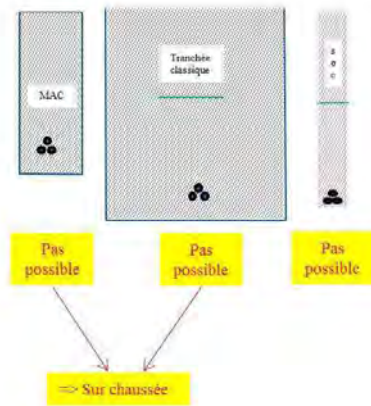 MAC
Tranchée
classique
s
o
c
Pas
possible
Pas
possible
Pas
possible
⇒ Sur chaussée